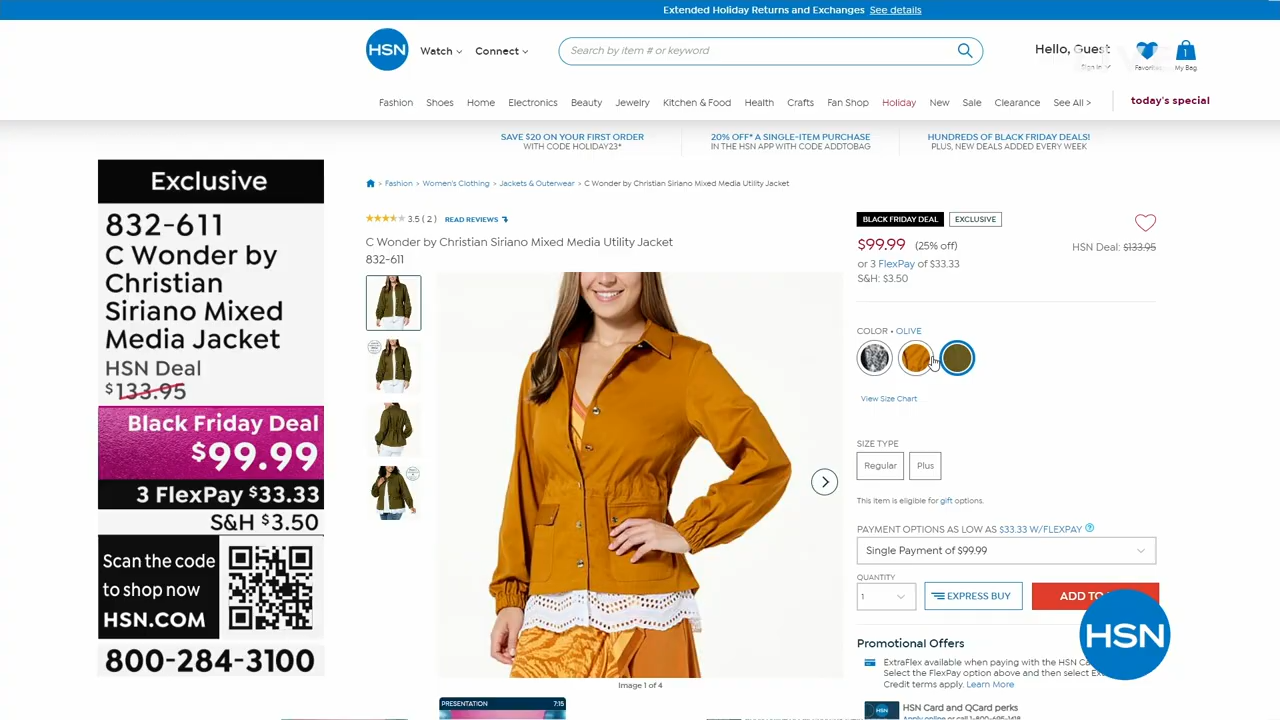 Extended Holiday Returns and Exchanges See details
HSN
Watch
Connect
Search by item # or keyword
Hello, Guest
Sign In
Favorites
1
My Bag
Fashion Shoes Home Electronics Beauty Jewelry Kitchen & Food Health Crafts Fan Shop Holiday New Sale Clearance See All >
today's special
SAVE $20 ON YOUR FIRST ORDER
WITH CODE HOLIDAY23*
20% OFF* A SINGLE-ITEM PURCHASE
IN THE HSN APP WITH CODE ADDTOBAG
HUNDREDS OF BLACK FRIDAY DEALS!
PLUS, NEW DEALS ADDED EVERY WEEK
Exclusive
832-611
C Wonder by
Christian
Siriano Mixed
Media Jacket
HSN Deal
$133.95
Black Friday Deal
$99.99
3 FlexPay $33.33
S&H $3.50
Scan the code
to shop now
HSN.COM
800-284-3100
> Fashion > Women's Clothing > Jackets & Outerwear > C Wonder by Christian Siriano Mixed Media Utility Jacket
3.5 ( 2 ) READ REVIEWS
C Wonder by Christian Siriano Mixed Media Utility Jacket
832-611
Image 1 of 4
PRESENTATION 7:15
BLACK FRIDAY DEAL EXCLUSIVE
$99.99 (25% off)
HSN Deal: $133.95
or 3 FlexPay of $33.33
S&H: $3.50
COLOR • OLIVE
View Size Chart
SIZE TYPE
Regular Plus
This item is eligible for gift options.
PAYMENT OPTIONS AS LOW AS $33.33 W/FLEXPAY ?
Single Payment of $99.99
QUANTITY
1
EXPRESS BUY
ADD TO
HSN
Promotional Offers
ExtraFlex available when paying with the HSN
Select the FlexPay option above and then select
Credit terms apply. Learn More
HSN
HSN Card and QCard perks
Apply online or call 1-800-695-1418